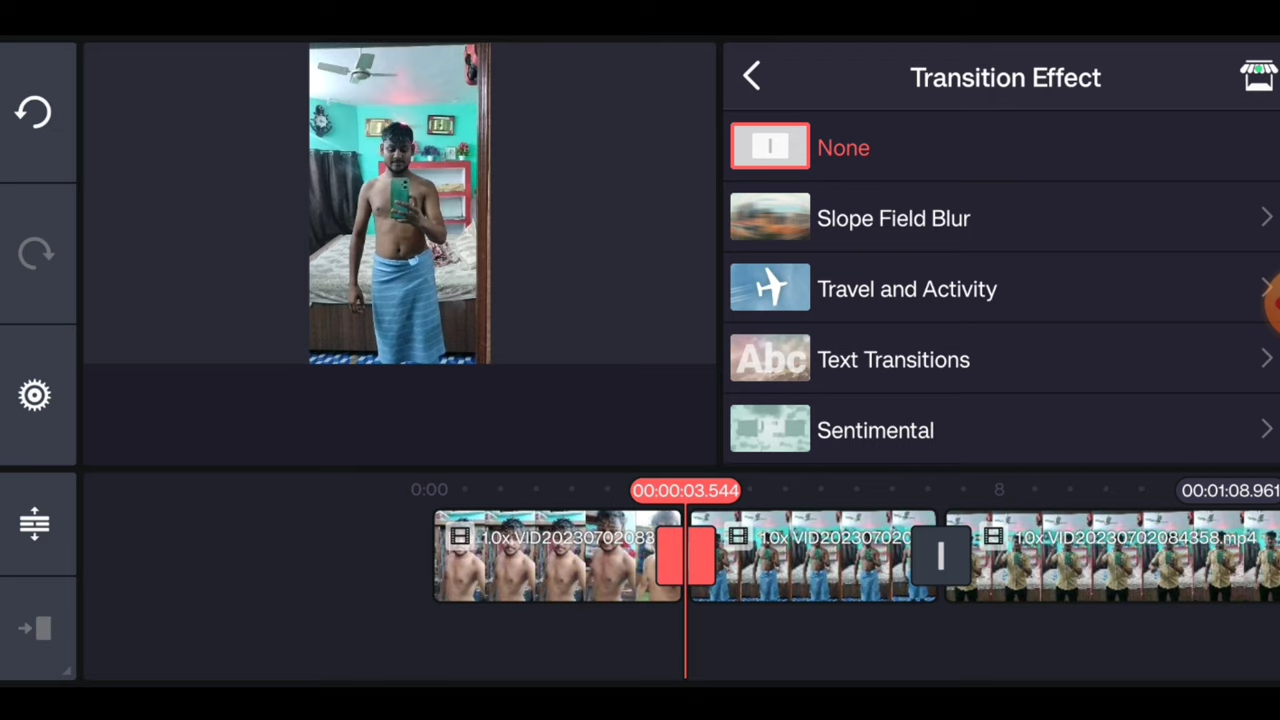 Transition Effect
None
Slope Field Blur
Travel and Activity
Abc
Text Transitions
Sentimental
0:00
00:00:03.544
8
00:01:08.961
1.0x VID20230702083
1.0x VID202307020
1.0x VID20230702084358.mp4